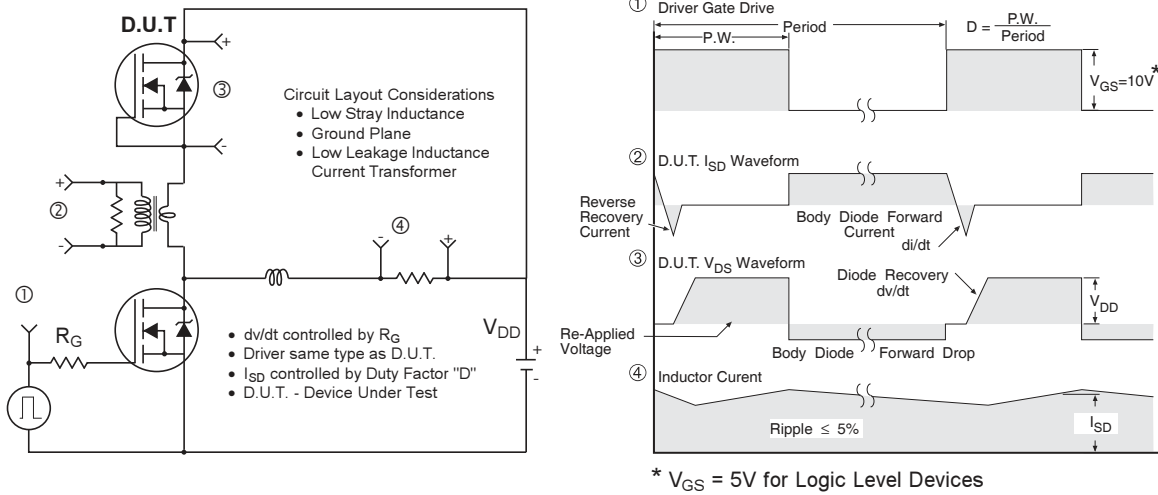 D.U.T
+
③
-
Circuit Layout Considerations
• Low Stray Inductance
• Ground Plane
• Low Leakage Inductance
Current Transformer
+
②
-
④
-
+
①
R_G
V_DD
+
-
• dv/dt controlled by R_G
• Driver same type as D.U.T.
• I_SD controlled by Duty Factor "D"
• D.U.T. - Device Under Test
① Driver Gate Drive
Period
P.W.
D = P.W. / Period
V_GS=10V*
② D.U.T. I_SD Waveform
Reverse
Recovery
Current
Body Diode Forward
Current
di/dt
③ D.U.T. V_DS Waveform
Diode Recovery
dv/dt
V_DD
Re-Applied
Voltage
Body Diode Forward Drop
④ Inductor Curent
I_SD
Ripple ≤ 5%
* V_GS = 5V for Logic Level Devices